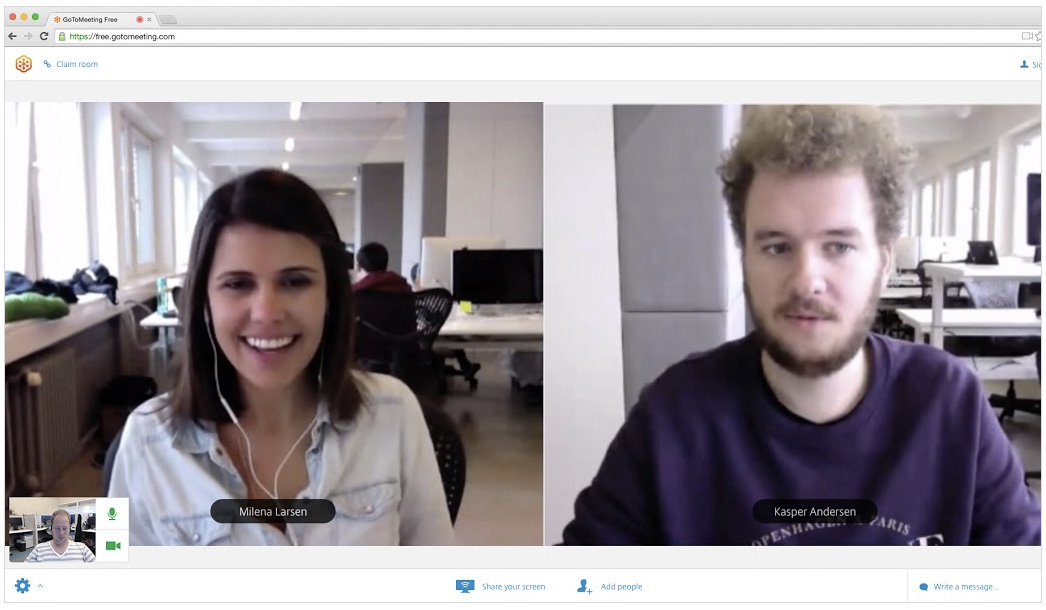 GoToMeeting Free
https://free.gotomeeting.com
Claim room
Sig
Milena Larsen
Kasper Andersen
COPENHAGEN PARIS
Share your screen
Add people
Write a message...